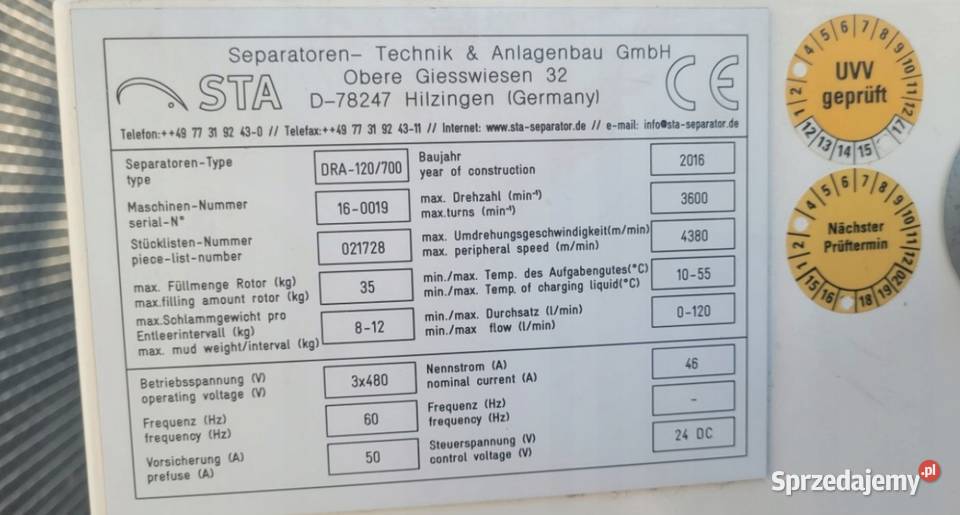 Separatoren- Technik & Anlagenbau GmbH
STA
Obere Giesswiesen 32
D-78247 Hilzingen (Germany)
CE
Telefon:++49 77 31 92 43-0 // Telefax:++49 77 31 92 43-11 // Internet: www.sta-separator.de // e-mail: info@sta-separator.de
Separatoren-Type
type
DRA-120/700
Baujahr
year of construction
2016
Maschinen-Nummer
serial-N°
16-0019
max. Drehzahl (min⁻¹)
max.turns (min⁻¹)
3600
Stücklisten-Nummer
piece-list-number
021728
max. Umdrehungsgeschwindigkeit(m/min)
max. peripheral speed (m/min)
4380
max. Füllmenge Rotor (kg)
max.filling amount rotor (kg)
35
min./max. Temp. des Aufgabengutes(°C)
min./max. Temp. of charging liquid(°C)
10-55
max.Schlammgewicht pro
Entleerintervall (kg)
max. mud weight/interval (kg)
8-12
min./max. Durchsatz (l/min)
min./max flow (l/min)
0-120
Betriebsspannung (V)
operating voltage (V)
3x480
Nennstrom (A)
nominal current (A)
46
Frequenz (Hz)
frequency (Hz)
60
Frequenz (Hz)
frequency (Hz)
-
Vorsicherung (A)
prefuse (A)
50
Steuerspannung (V)
control voltage (V)
24 DC
1 2 4 5 6 7 8 9 10 11 12
UVV
geprüft
12 13 14 15 17
1 2 4 5 6 7 8 9 10 11 12
Nächster
Prüftermin
15 16 18 19 20
Sprzedajemy.pl